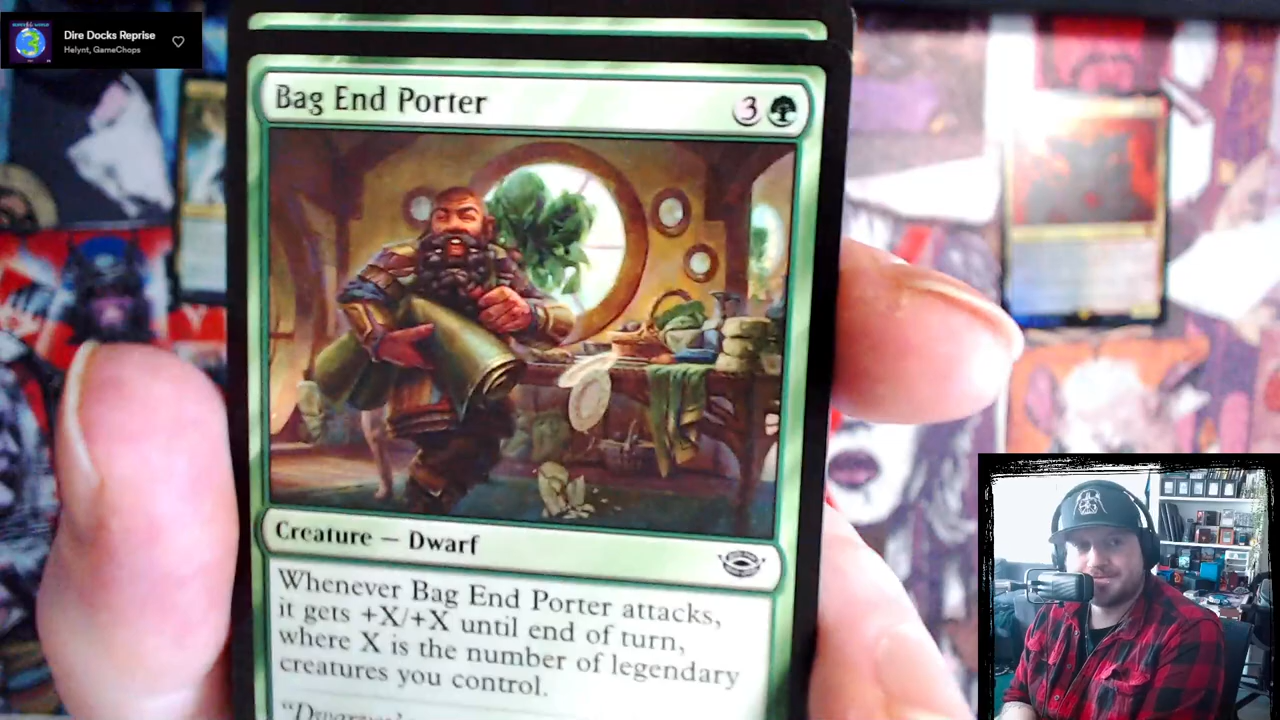 Dire Docks Reprise
Helynt, GameChops
Bag End Porter 3
Creature — Dwarf
Whenever Bag End Porter attacks,
it gets +X/+X until end of turn,
where X is the number of legendary
creatures you control.